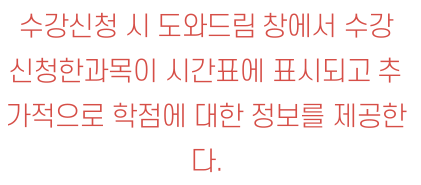 수강신청 시 도와드림 창에서 수강
신청한과목이 시간표에 표시되고 추
가적으로 학점에 대한 정보를 제공한
다.